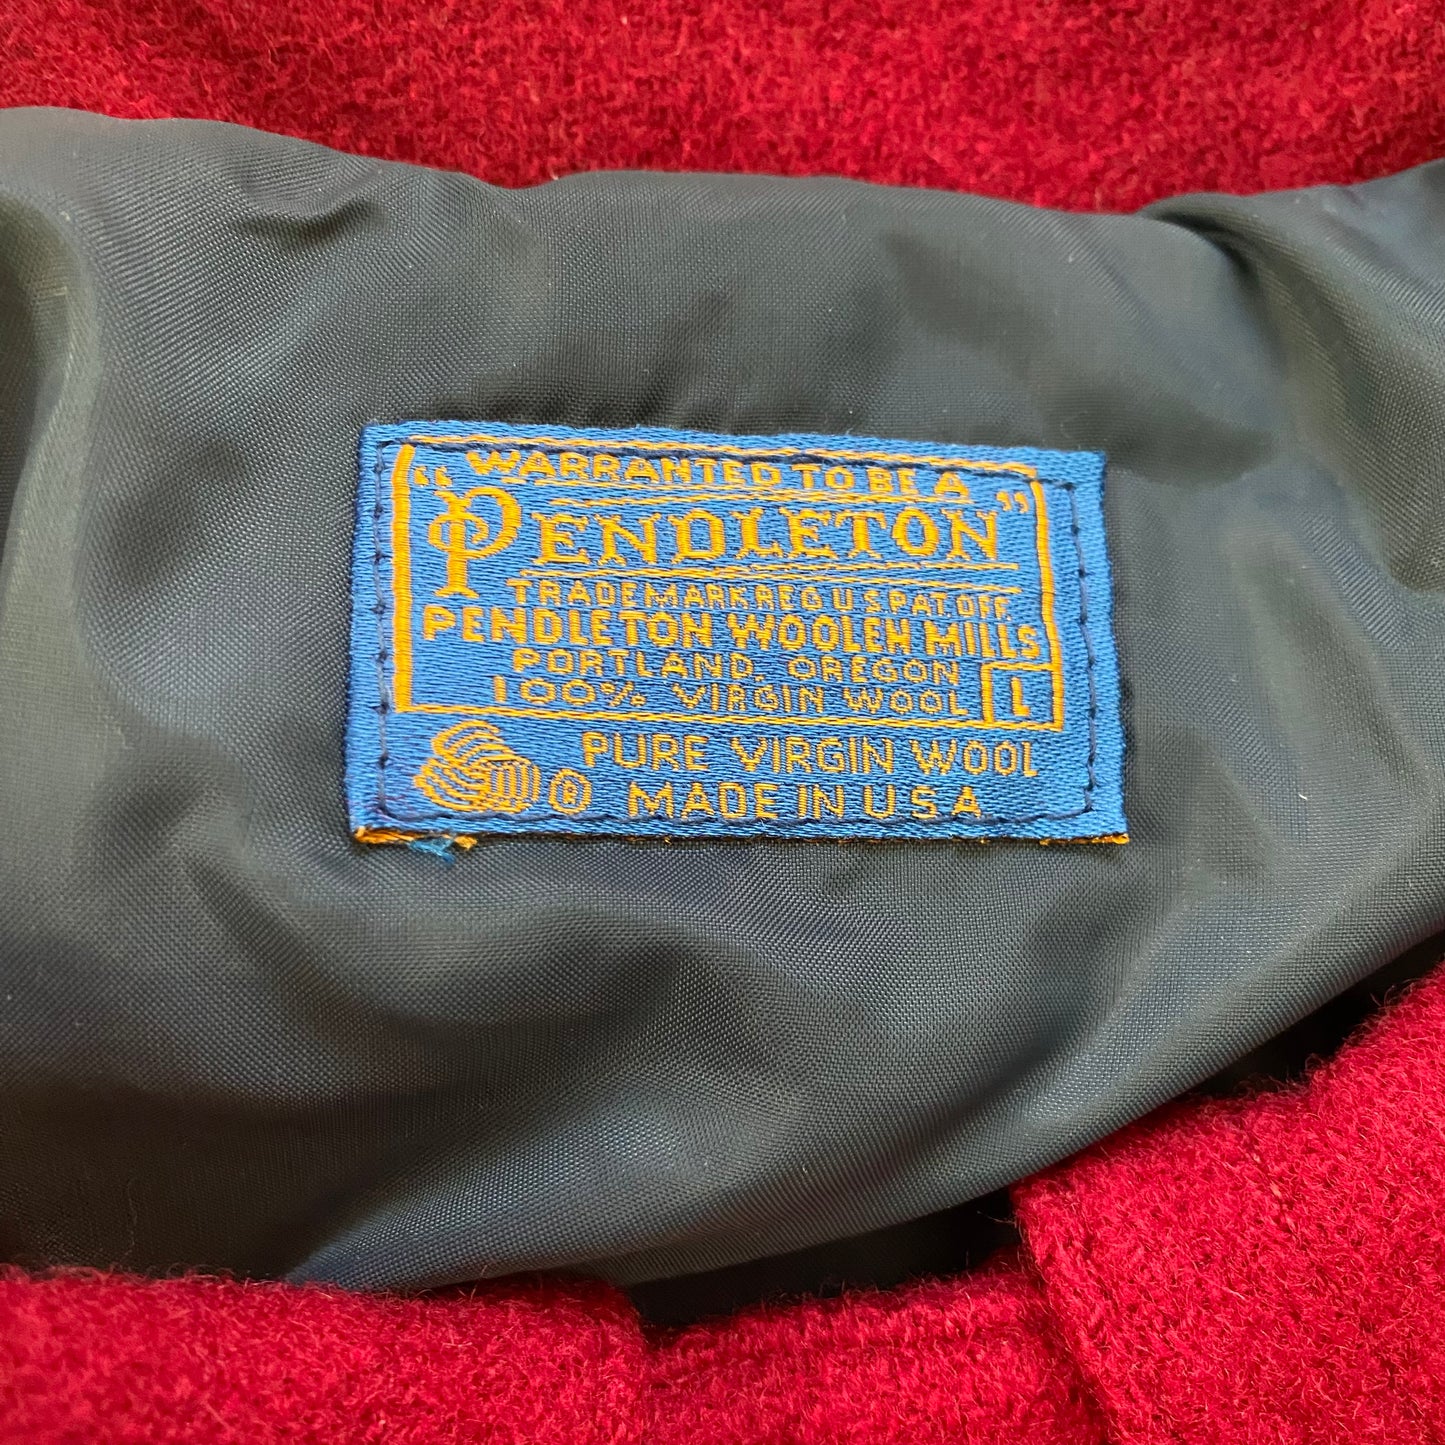 WARRANTED TO BE A
"PENDLETON"
TRADEMARK REG U S PAT. OFF.
PENDLETON WOOLEN MILLS
PORTLAND, OREGON
100% VIRGIN WOOL L
PURE VIRGIN WOOL
® MADE IN U S A